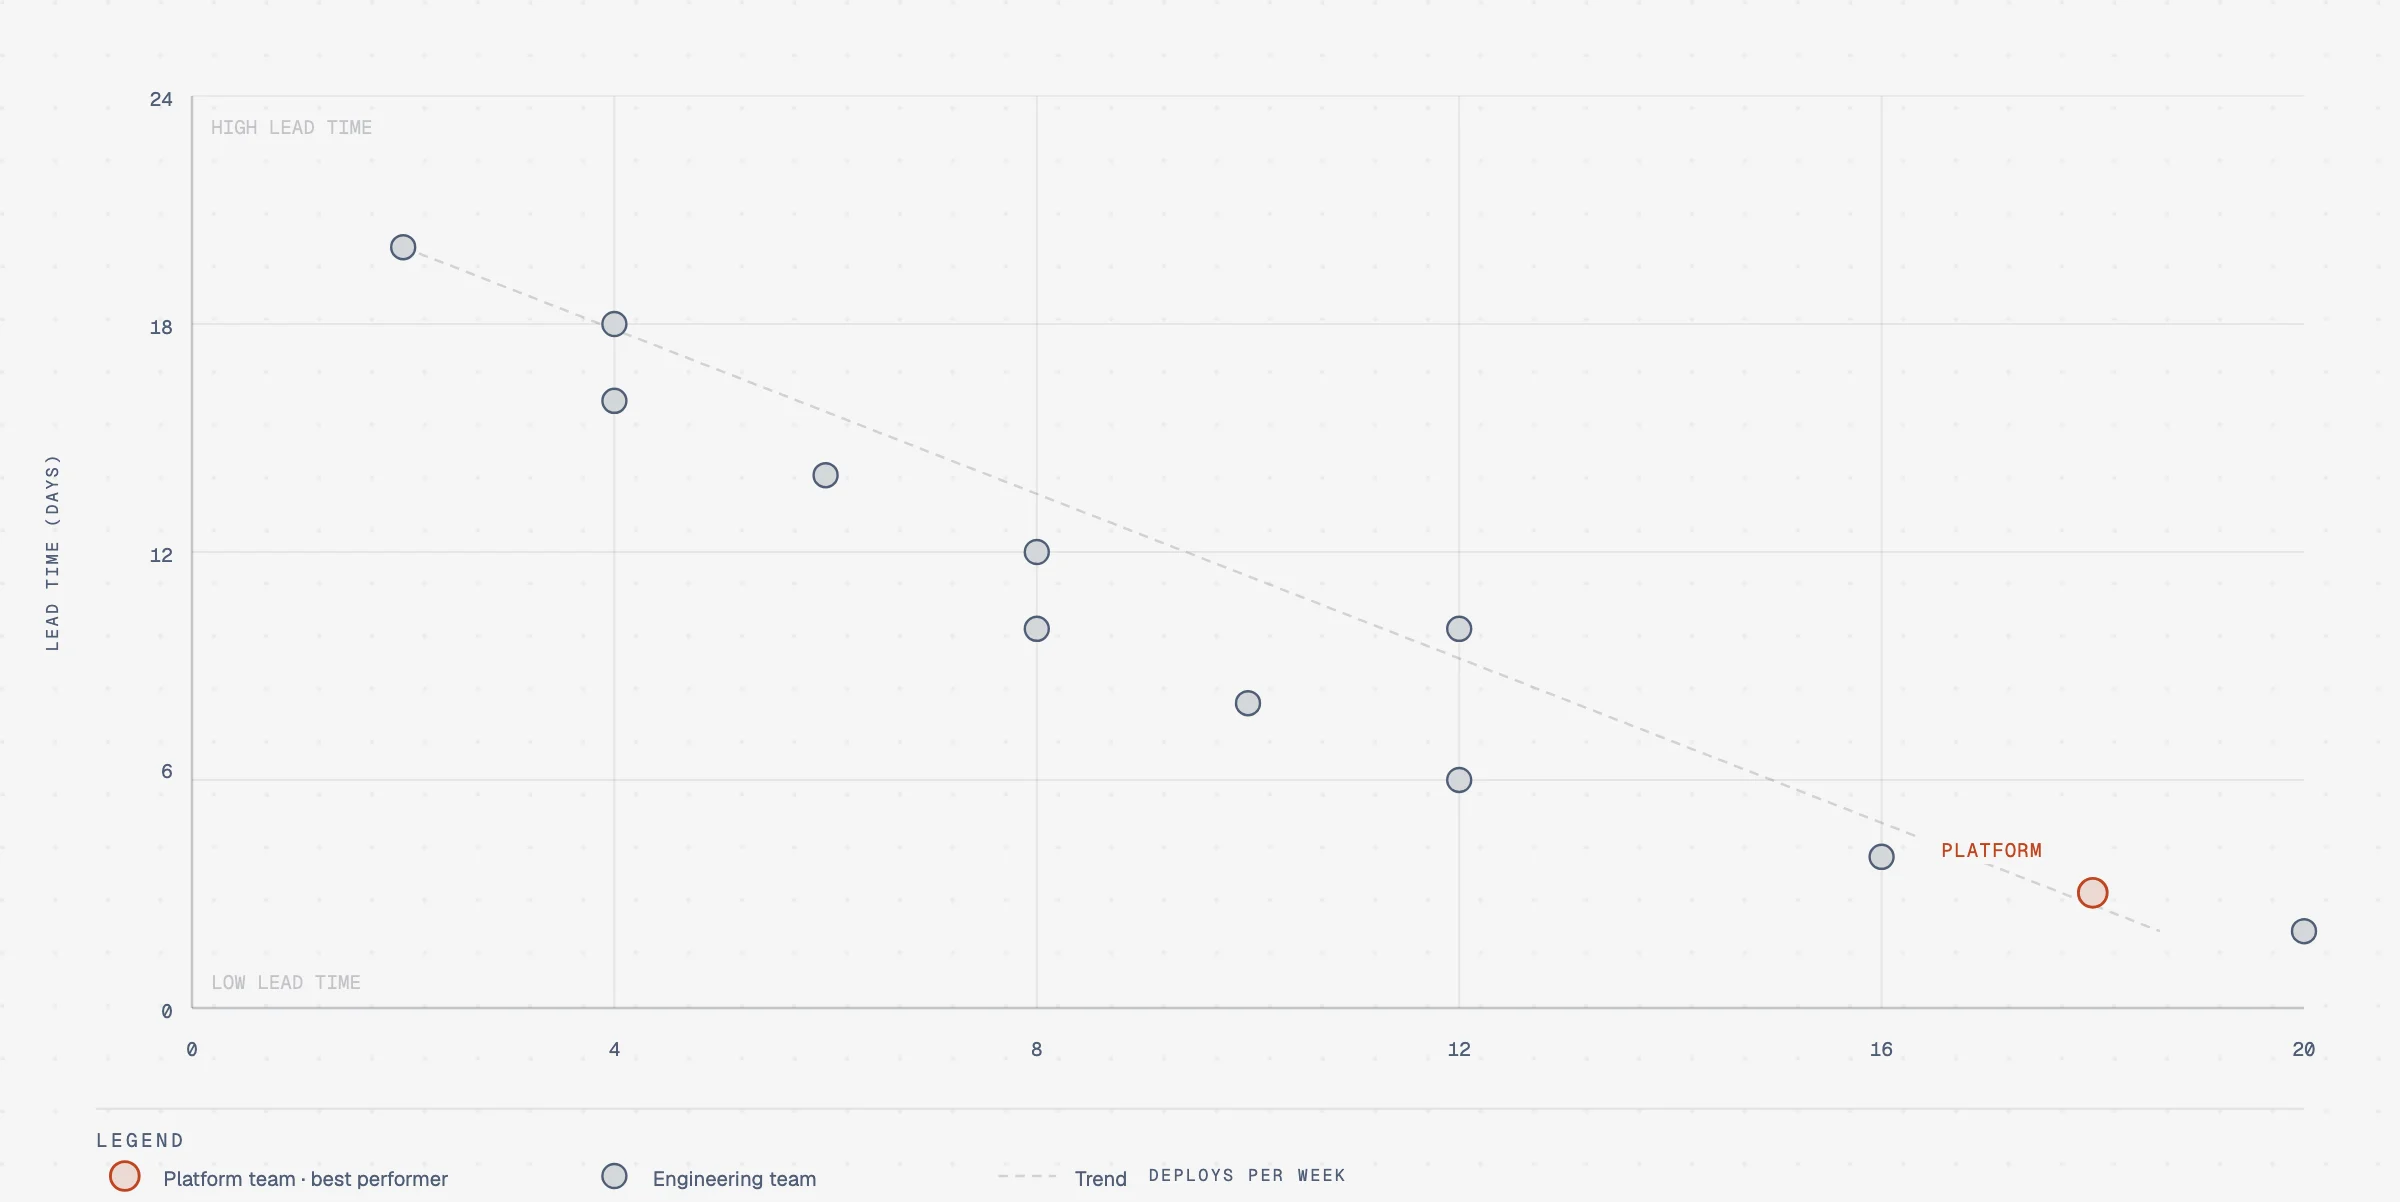 24
HIGH LEAD TIME
18
LEAD TIME (DAYS)
12
6
PLATFORM
LOW LEAD TIME
0
0 4 8 12 16 20
LEGEND
Platform team · best performer
Engineering team
Trend
DEPLOYS PER WEEK